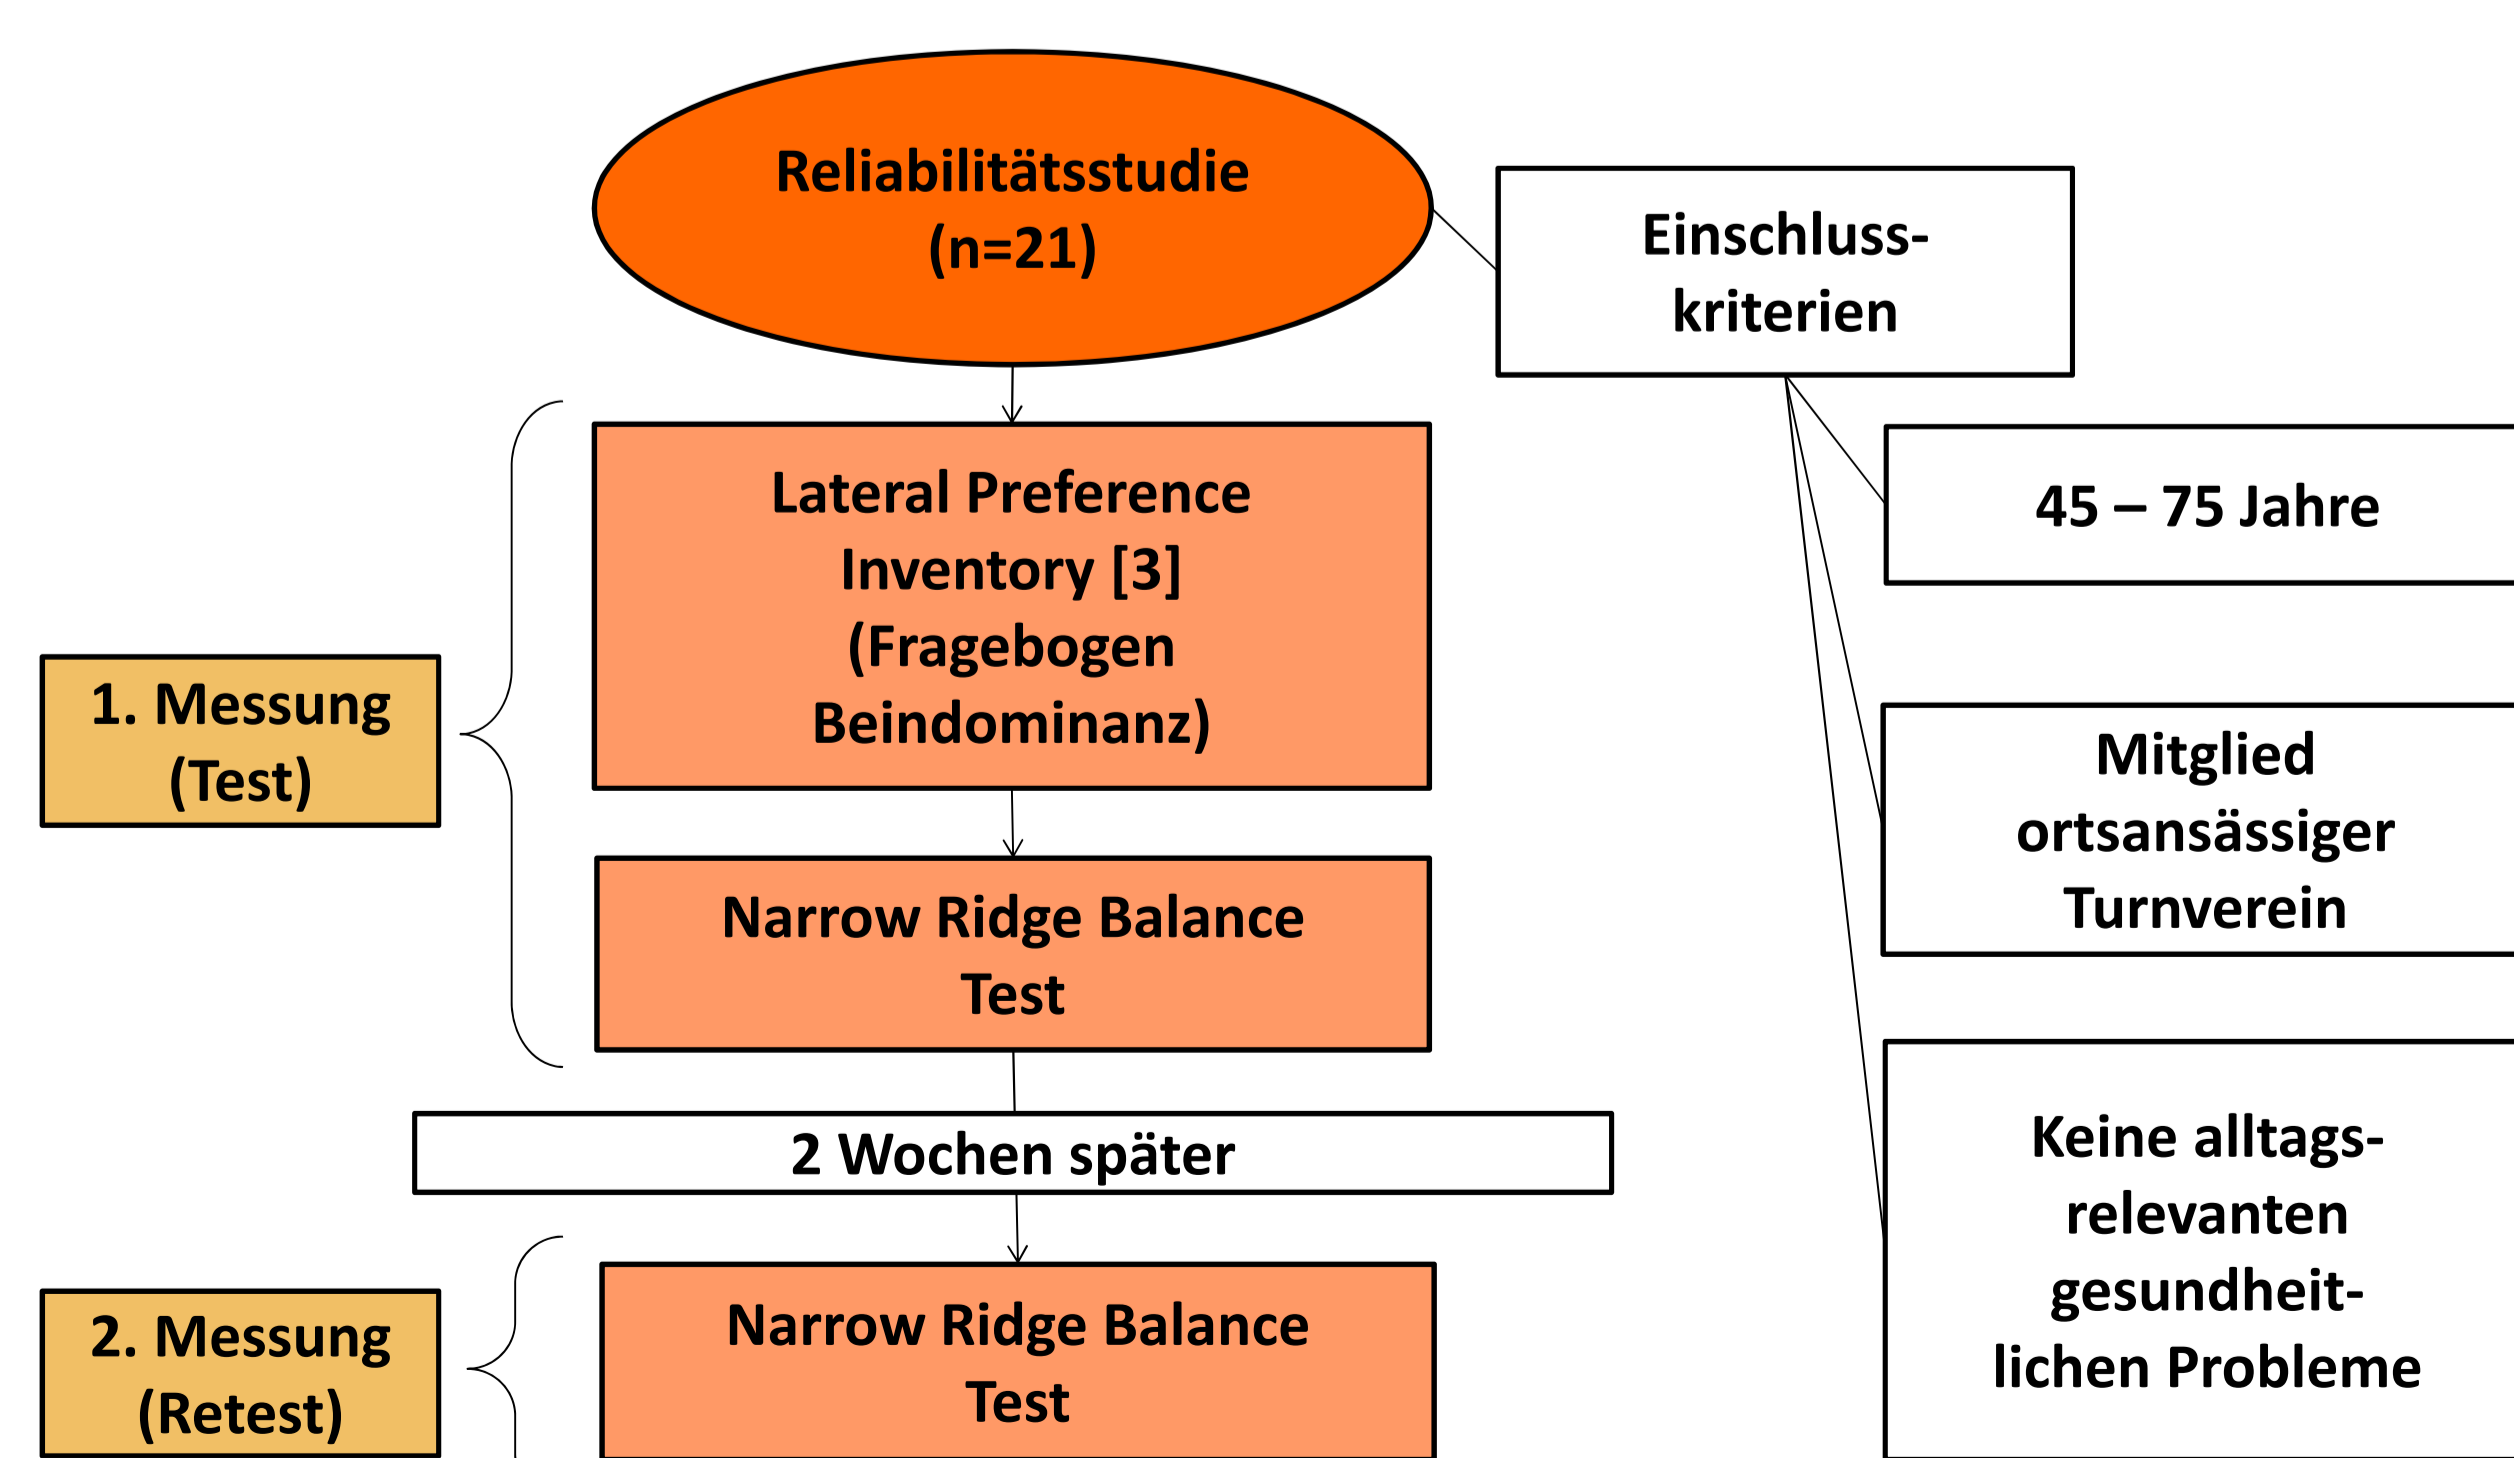 Reliabilitätsstudie
(n=21)
Einschluss-
kriterien
45 – 75 Jahre
Mitglied
ortsansässiger
Turnverein
Keine alltags-
relevanten
gesundheit-
lichen Probleme
1. Messung
(Test)
Lateral Preference
Inventory [3]
(Fragebogen
Beindominanz)
Narrow Ridge Balance
Test
2 Wochen später
2. Messung
(Retest)
Narrow Ridge Balance
Test